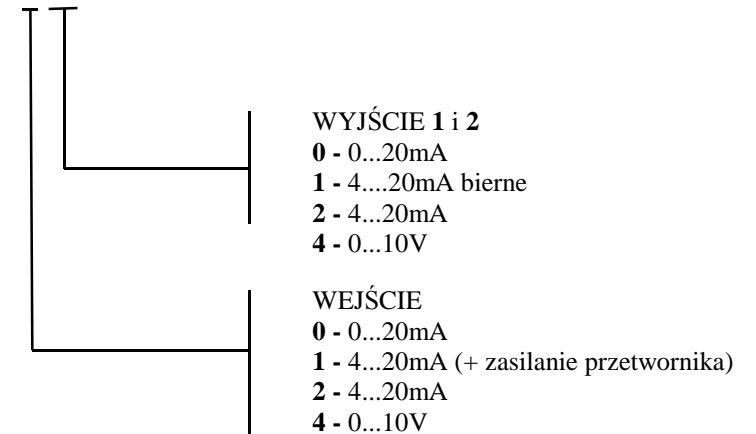 WYJŚCIE 1 i 2
0 - 0...20mA
1 - 4....20mA bierne
2 - 4...20mA
4 - 0...10V
WEJŚCIE
0 - 0...20mA
1 - 4...20mA (+ zasilanie przetwornika)
2 - 4...20mA
4 - 0...10V